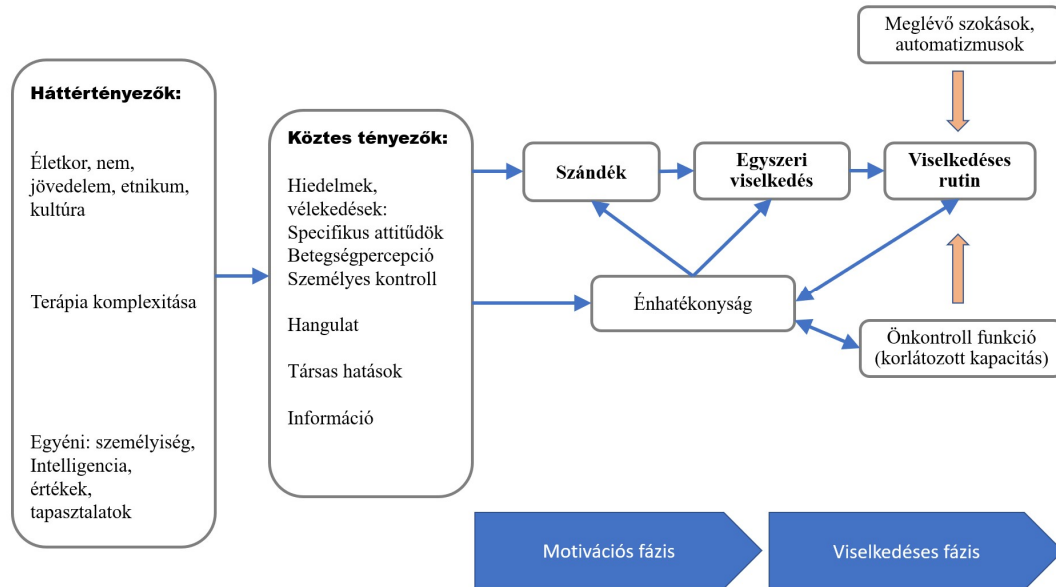 Háttértényezők:
Életkor, nem,
jövedelem, etnikum,
kultúra
Terápia komplexitása
Egyéni: személyiség,
Intelligencia,
értékek,
tapasztalatok
Köztes tényezők:
Hiedelmek,
vélekedések:
Specifikus attitűdök
Betegségpercepció
Személyes kontroll
Hangulat
Társas hatások
Információ
Szándék
Egyszeri
viselkedés
Meglévő szokások,
automatizmusok
Viselkedéses
rutin
Énhatékonyság
Önkontroll funkció
(korlátozott kapacitás)
Motivációs fázis
Viselkedéses fázis